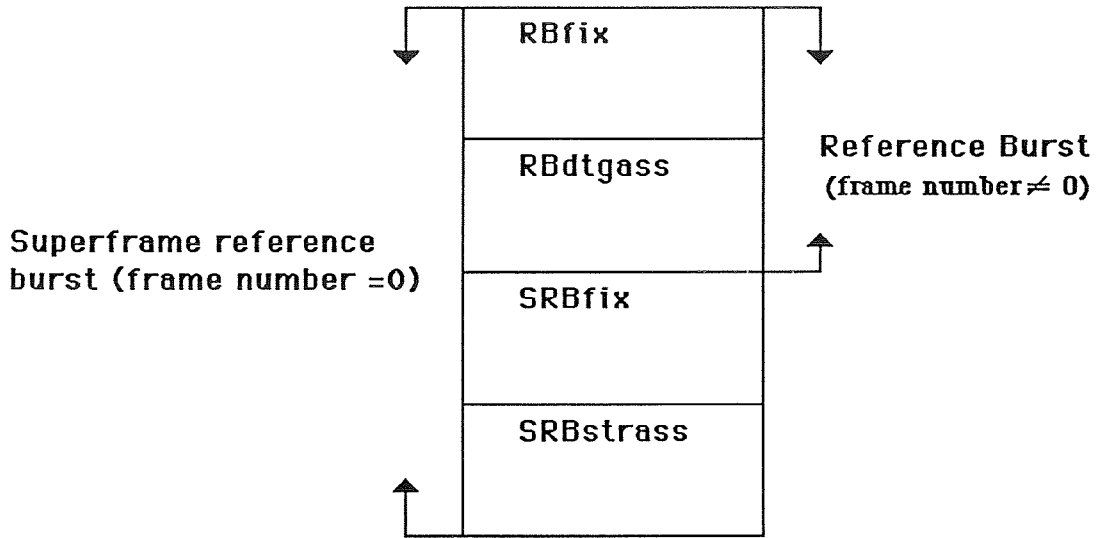 RBfix
RBdtgass
Reference Burst
(frame number ≠ 0)
Superframe reference
burst (frame number =0)
SRBfix
SRBstrass